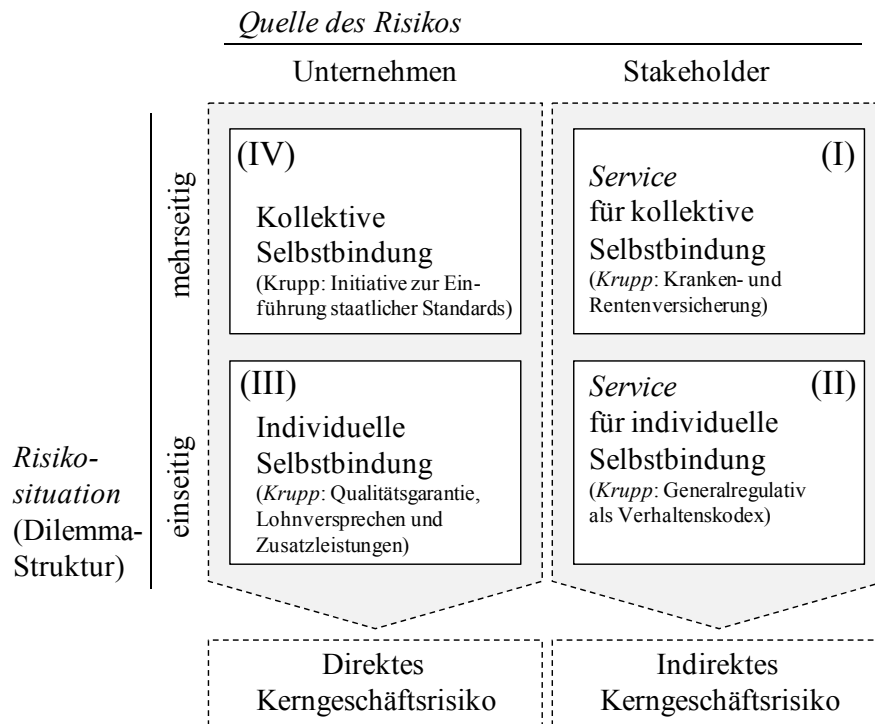 Quelle des Risikos
Unternehmen
Stakeholder
mehrseitig
(IV)
Kollektive
Selbstbindung
(Krupp: Initiative zur Ein-
führung staatlicher Standards)
(I)
Service
für kollektive
Selbstbindung
(Krupp: Kranken- und
Rentenversicherung)
Risiko-
situation
(Dilemma-
Struktur)
einseitig
(III)
Individuelle
Selbstbindung
(Krupp: Qualitätsgarantie,
Lohnversprechen und
Zusatzleistungen)
(II)
Service
für individuelle
Selbstbindung
(Krupp: Generalregulativ
als Verhaltenskodex)
Direktes
Kerngeschäftsrisiko
Indirektes
Kerngeschäftsrisiko